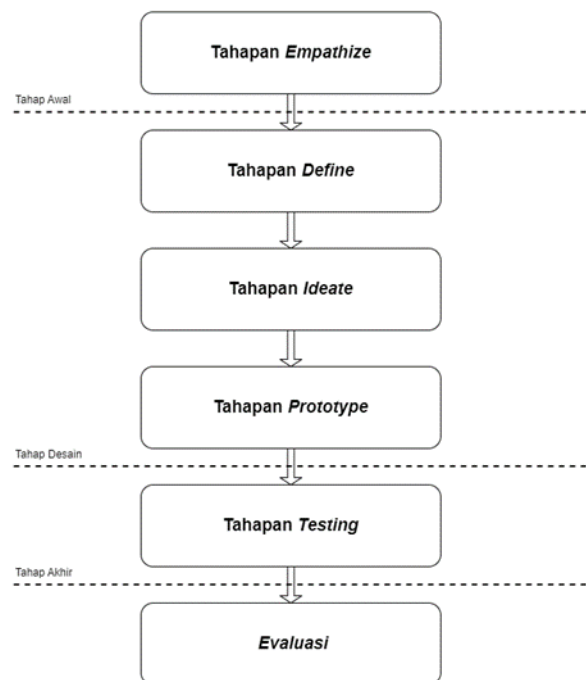 Tahapan Empathize
Tahap Awal
Tahapan Define
Tahapan Ideate
Tahapan Prototype
Tahap Desain
Tahapan Testing
Tahap Akhir
Evaluasi